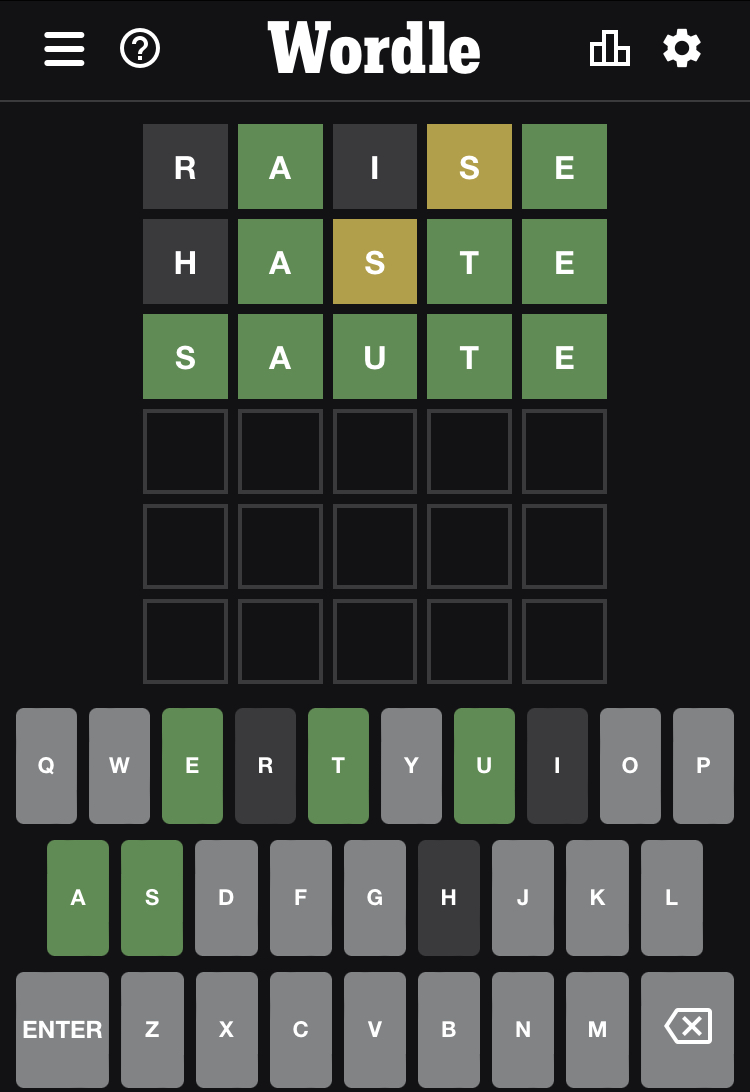 Wordle
R A I S E
H A S T E
S A U T E
Q W E R T Y U I O P
A S D F G H J K L
ENTER Z X C V B N M